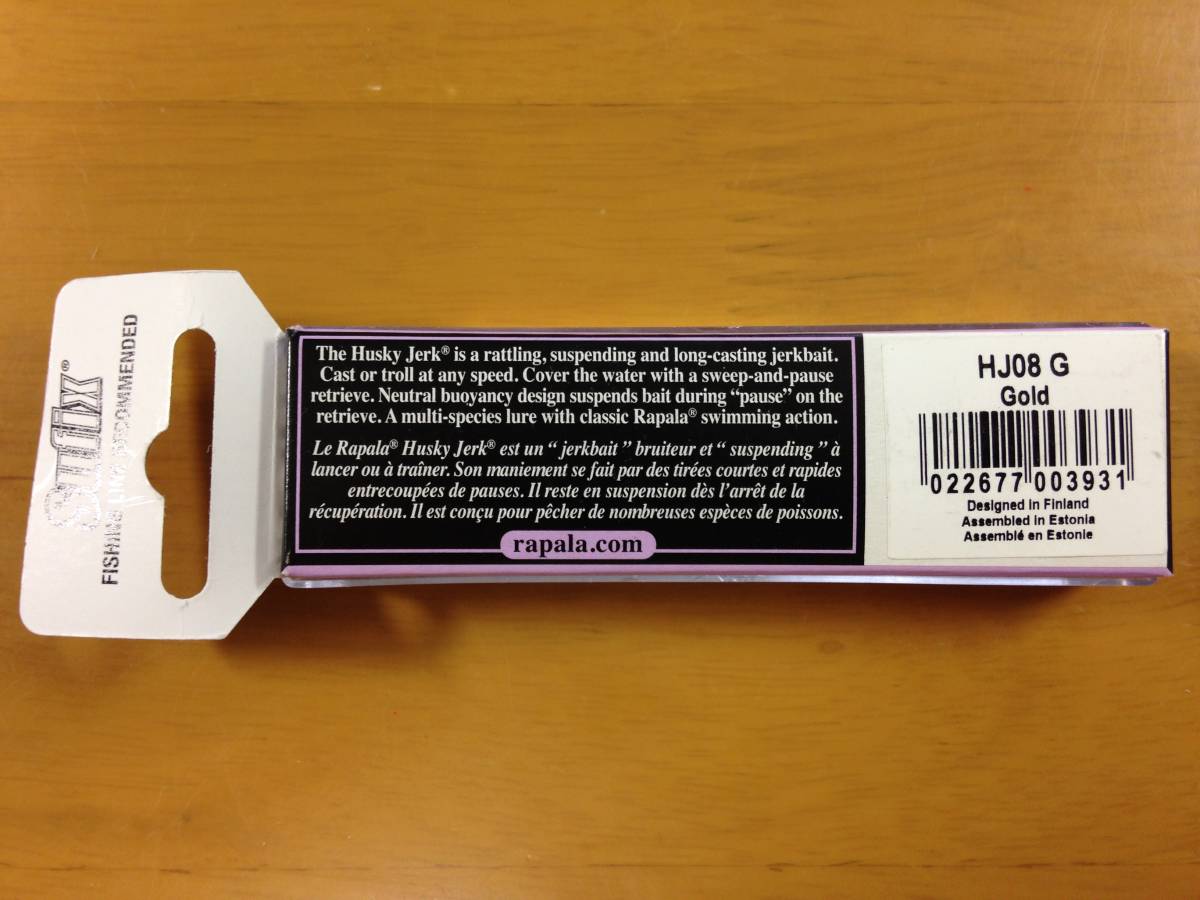 Sufix®
FISHING LINE RECOMMENDED
The Husky Jerk® is a rattling, suspending and long-casting jerkbait.
Cast or troll at any speed. Cover the water with a sweep-and-pause
retrieve. Neutral buoyancy design suspends bait during “pause” on the
retrieve. A multi-species lure with classic Rapala® swimming action.
Le Rapala® Husky Jerk® est un “ jerkbait ” bruiteur et “ suspending ” à
lancer ou à traîner. Son maniement se fait par des tirées courtes et rapides
entrecoupées de pauses. Il reste en suspension dès l’arrêt de la
récupération. Il est conçu pour pêcher de nombreuses espèces de poissons.
rapala.com
HJ08 G
Gold
022677 003931
Designed in Finland
Assembled in Estonia
Assemblé en Estonie